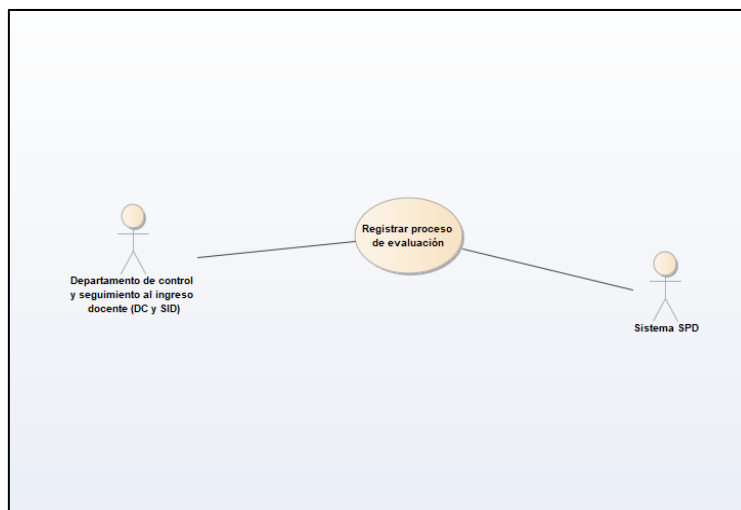 Registrar proceso
de evaluación
Departamento de control
y seguimiento al ingreso
docente (DC y SID)
Sistema SPD